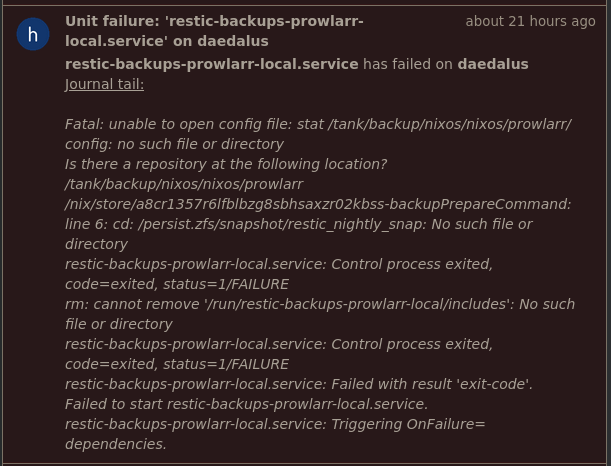 h
Unit failure: 'restic-backups-prowlarr-
local.service' on daedalus
about 21 hours ago
restic-backups-prowlarr-local.service has failed on daedalus
Journal tail:
Fatal: unable to open config file: stat /tank/backup/nixos/nixos/prowlarr/
config: no such file or directory
Is there a repository at the following location?
/tank/backup/nixos/nixos/prowlarr
/nix/store/a8cr1357r6lfblbzg8sbhsaxzr02kbss-backupPrepareCommand:
line 6: cd: /persist.zfs/snapshot/restic_nightly_snap: No such file or
directory
restic-backups-prowlarr-local.service: Control process exited,
code=exited, status=1/FAILURE
rm: cannot remove '/run/restic-backups-prowlarr-local/includes': No such
file or directory
restic-backups-prowlarr-local.service: Control process exited,
code=exited, status=1/FAILURE
restic-backups-prowlarr-local.service: Failed with result 'exit-code'.
Failed to start restic-backups-prowlarr-local.service.
restic-backups-prowlarr-local.service: Triggering OnFailure=
dependencies.